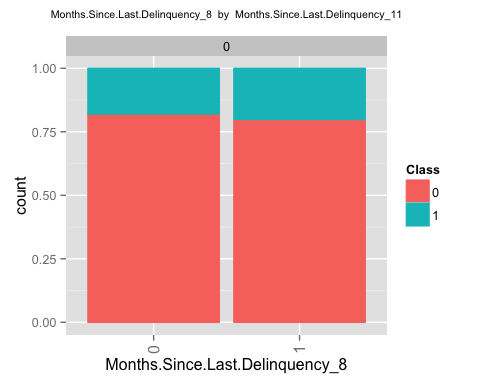 Months.Since.Last.Delinquency_8 by Months.Since.Last.Delinquency_11
0
1.00
0.75
0.50
0.25
0.00
count
0
1
Months.Since.Last.Delinquency_8
Class
0
1